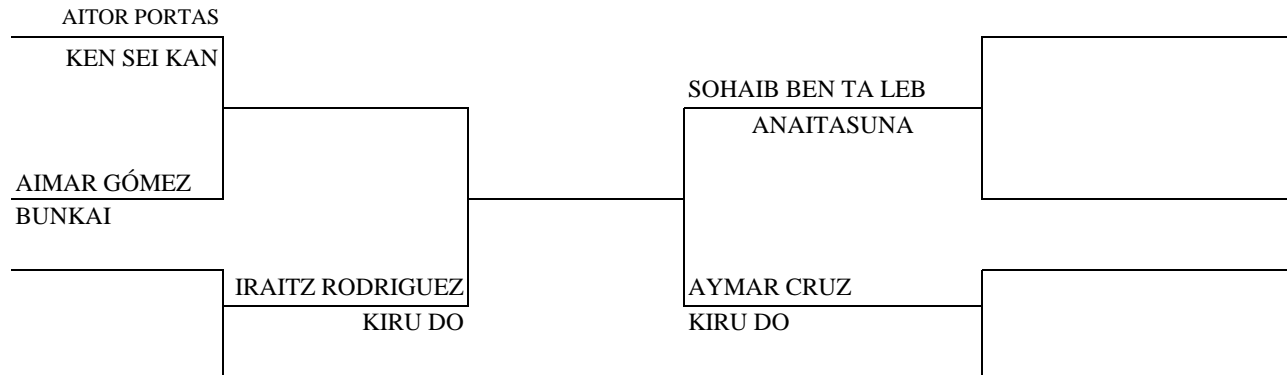 AITOR PORTAS
KEN SEI KAN
SOHAIB BEN TA LEB
ANAITASUNA
AIMAR GÓMEZ
BUNKAI
IRAITZ RODRIGUEZ
KIRU DO
AYMAR CRUZ
KIRU DO